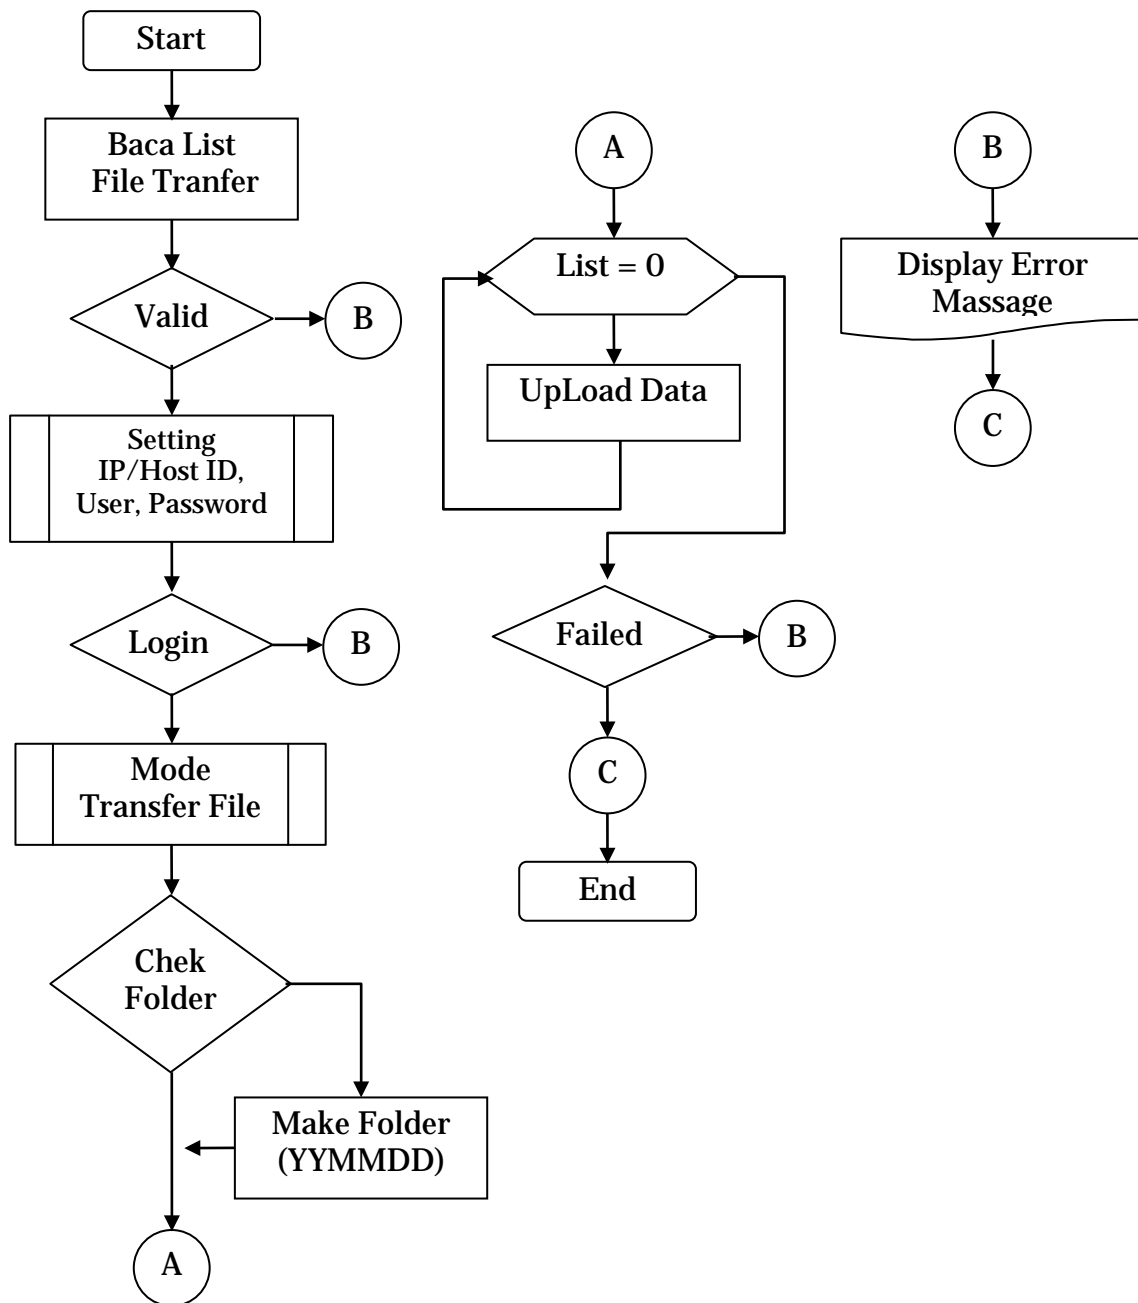 Start
Baca List
File Tranfer
Valid
B
Setting
IP/Host ID,
User, Password
Login
B
Mode
Transfer File
Chek
Folder
Make Folder
(YYMMDD)
A
A
List = 0
UpLoad Data
Failed
B
C
End
B
Display Error
Massage
C